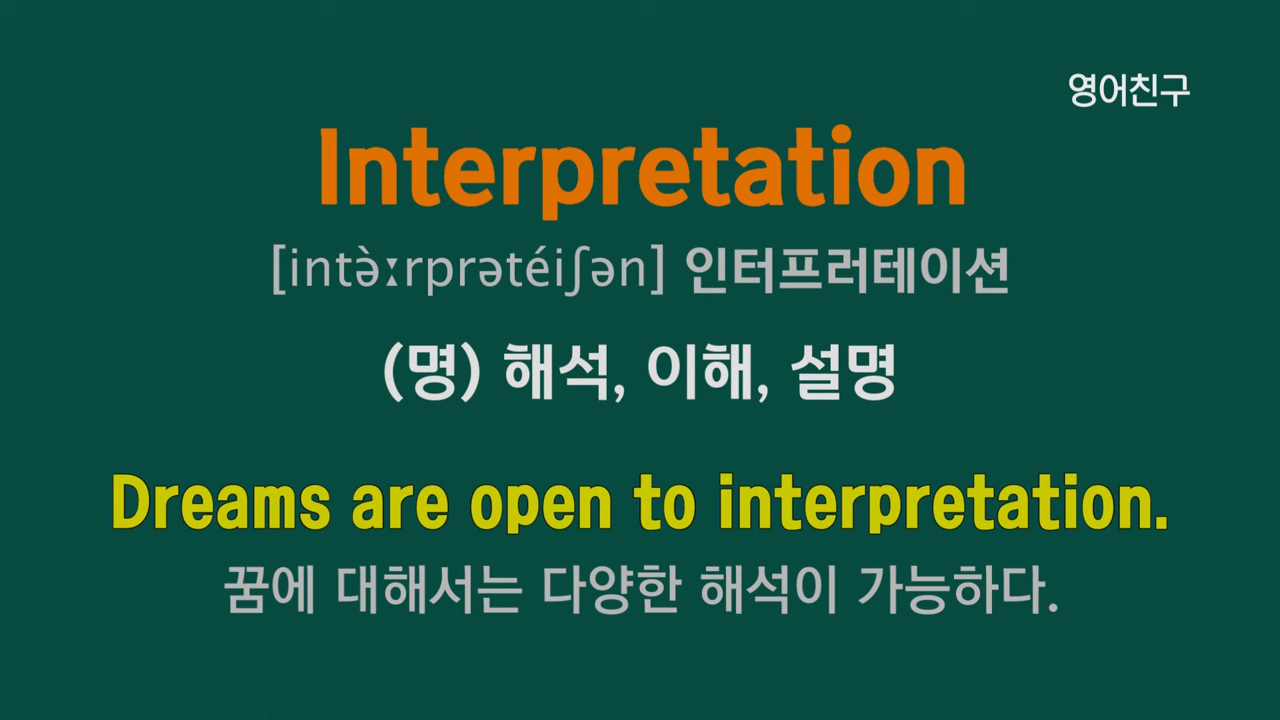 영어친구
Interpretation
[intə̀ːrprətéiʃən] 인터프러테이션
(명) 해석, 이해, 설명
Dreams are open to interpretation.
꿈에 대해서는 다양한 해석이 가능하다.